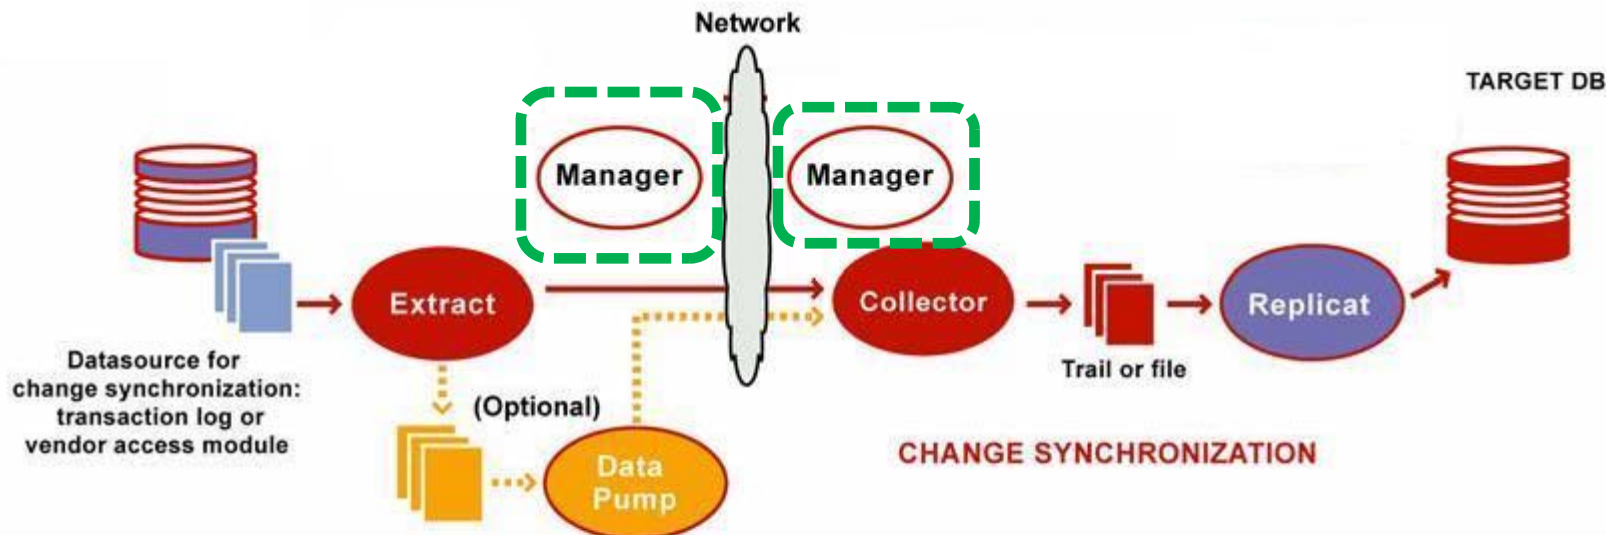 Network
TARGET DB
Manager
Manager
Extract
Collector
Replicat
Datasource for
change synchronization:
transaction log or
vendor access module
Trail or file
(Optional)
Data
Pump
CHANGE SYNCHRONIZATION